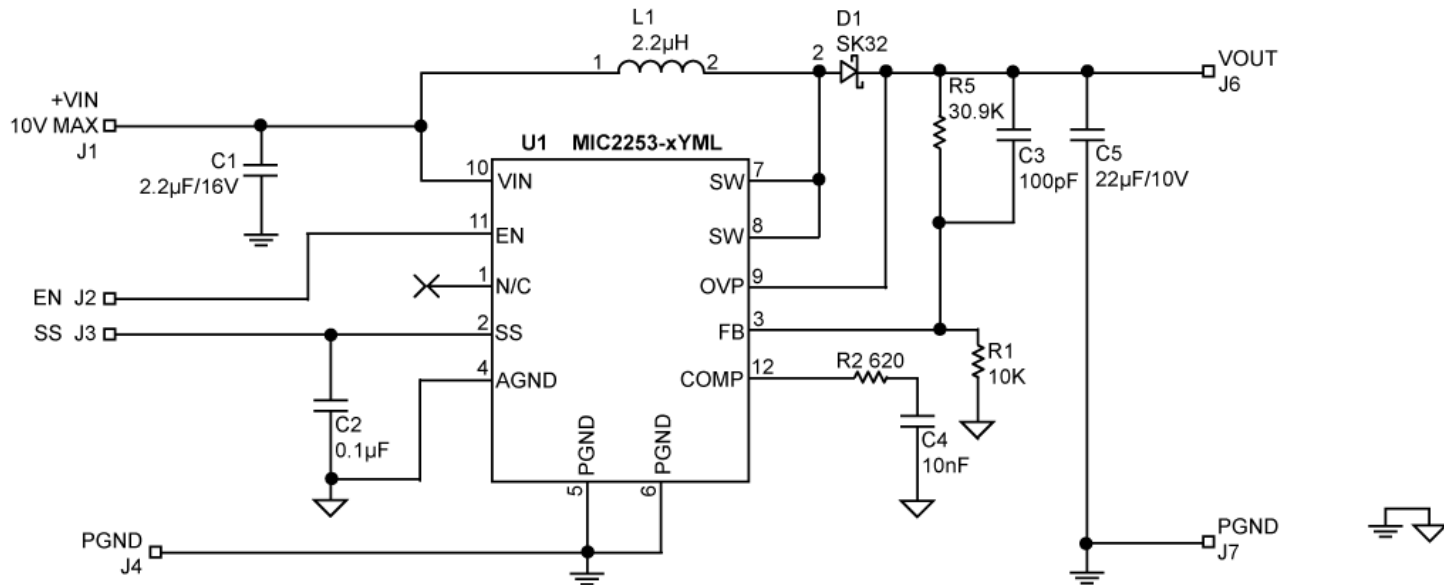 L1
2.2µH
1
2
2
D1
SK32
VOUT
J6
+VIN
10V MAX
J1
C1
2.2µF/16V
R5
30.9K
C3
100pF
C5
22µF/10V
U1 MIC2253-xYML
10
VIN
SW
7
11
EN
SW
8
1
N/C
OVP
9
EN J2
SS J3
2
SS
FB
3
4
AGND
COMP
12
R2 620
R1
10K
C2
0.1µF
C4
10nF
PGND
PGND
5
6
PGND
J4
PGND
J7